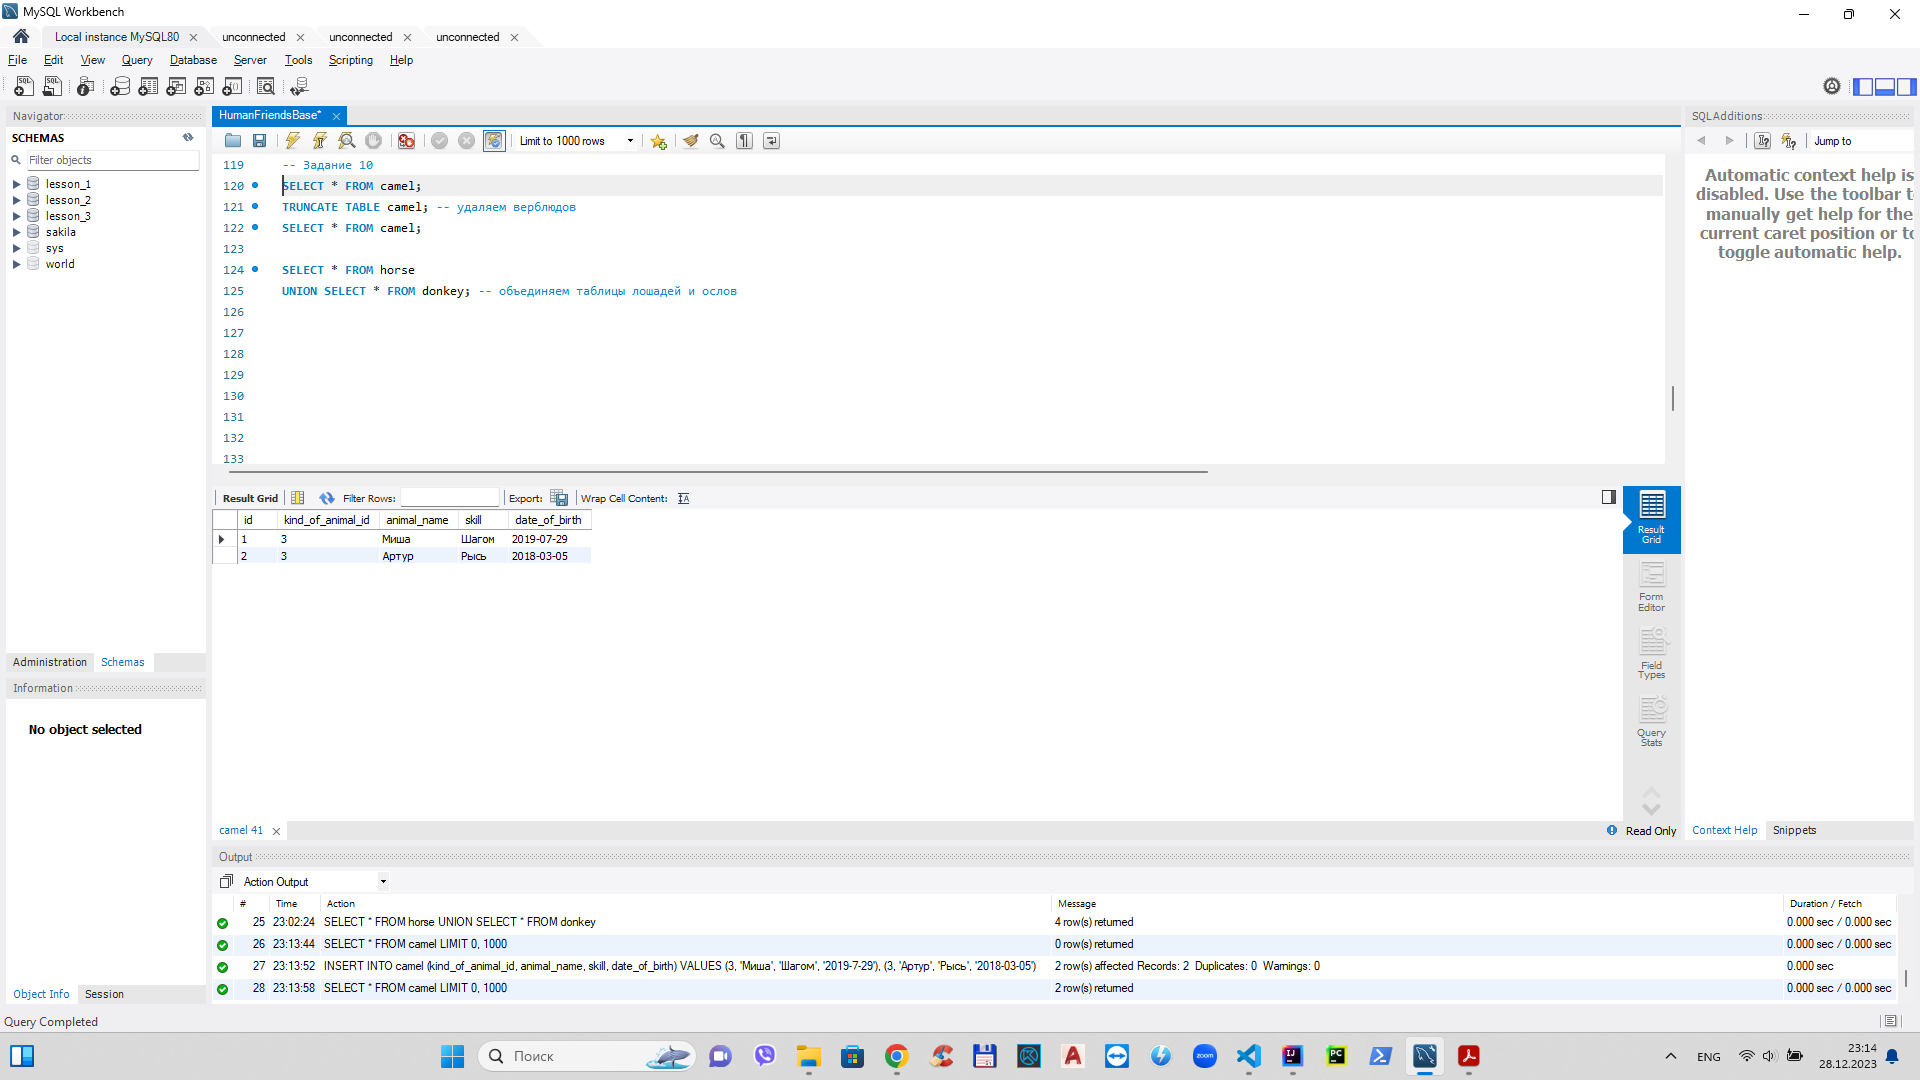 MySQL Workbench
Local instance MySQL80
unconnected
unconnected
unconnected
File Edit View Query Database Server Tools Scripting Help
Navigator
SCHEMAS
Filter objects
lesson_1
lesson_2
lesson_3
sakila
sys
world
Administration Schemas
Information
No object selected
Object Info Session
HumanFriendsBase*
Limit to 1000 rows
119 -- Задание 10
120 SELECT * FROM camel;
121 TRUNCATE TABLE camel; -- удаляем верблюдов
122 SELECT * FROM camel;
123
124 SELECT * FROM horse
125 UNION SELECT * FROM donkey; -- объединяем таблицы лошадей и ослов
126
127
128
129
130
131
132
133
Result Grid Filter Rows: Export: Wrap Cell Content:
id kind_of_animal_id animal_name skill date_of_birth
1 3 Миша Шагом 2019-07-29
2 3 Артур Рысь 2018-03-05
Result Grid
Form Editor
Field Types
Query Stats
camel 41
Read Only
SQLAdditions
Jump to
Automatic context help is
disabled. Use the toolbar t
manually get help for the
current caret position or to
toggle automatic help.
Context Help Snippets
Output
Action Output
# Time Action Message Duration / Fetch
25 23:02:24 SELECT * FROM horse UNION SELECT * FROM donkey 4 row(s) returned 0.000 sec / 0.000 sec
26 23:13:44 SELECT * FROM camel LIMIT 0, 1000 0 row(s) returned 0.000 sec / 0.000 sec
27 23:13:52 INSERT INTO camel (kind_of_animal_id, animal_name, skill, date_of_birth) VALUES (3, 'Миша', 'Шагом', '2019-7-29'), (3, 'Артур', 'Рысь', '2018-03-05') 2 row(s) affected Records: 2 Duplicates: 0 Warnings: 0 0.000 sec
28 23:13:58 SELECT * FROM camel LIMIT 0, 1000 2 row(s) returned 0.000 sec / 0.000 sec
Query Completed
Поиск
zoom
ENG
23:14
28.12.2023